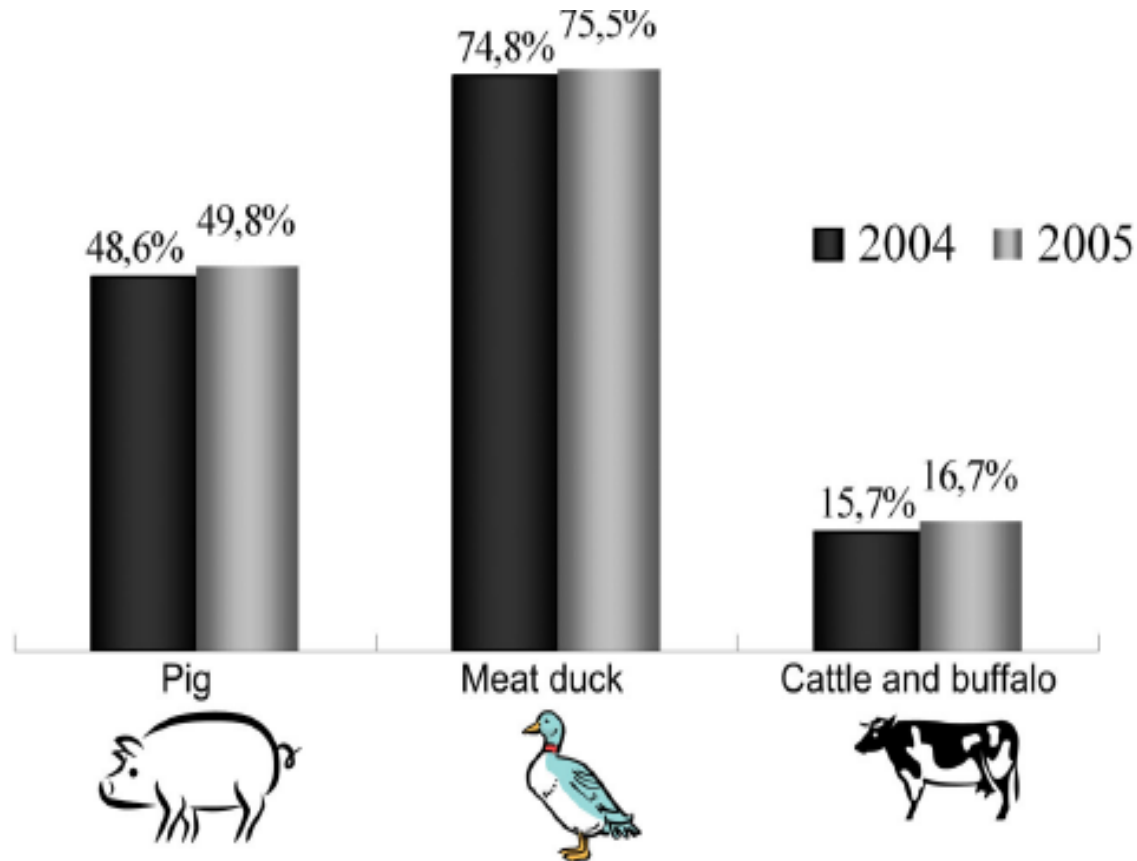 74,8%
75,5%
48,6%
49,8%
2004
2005
15,7%
16,7%
Pig
Meat duck
Cattle and buffalo